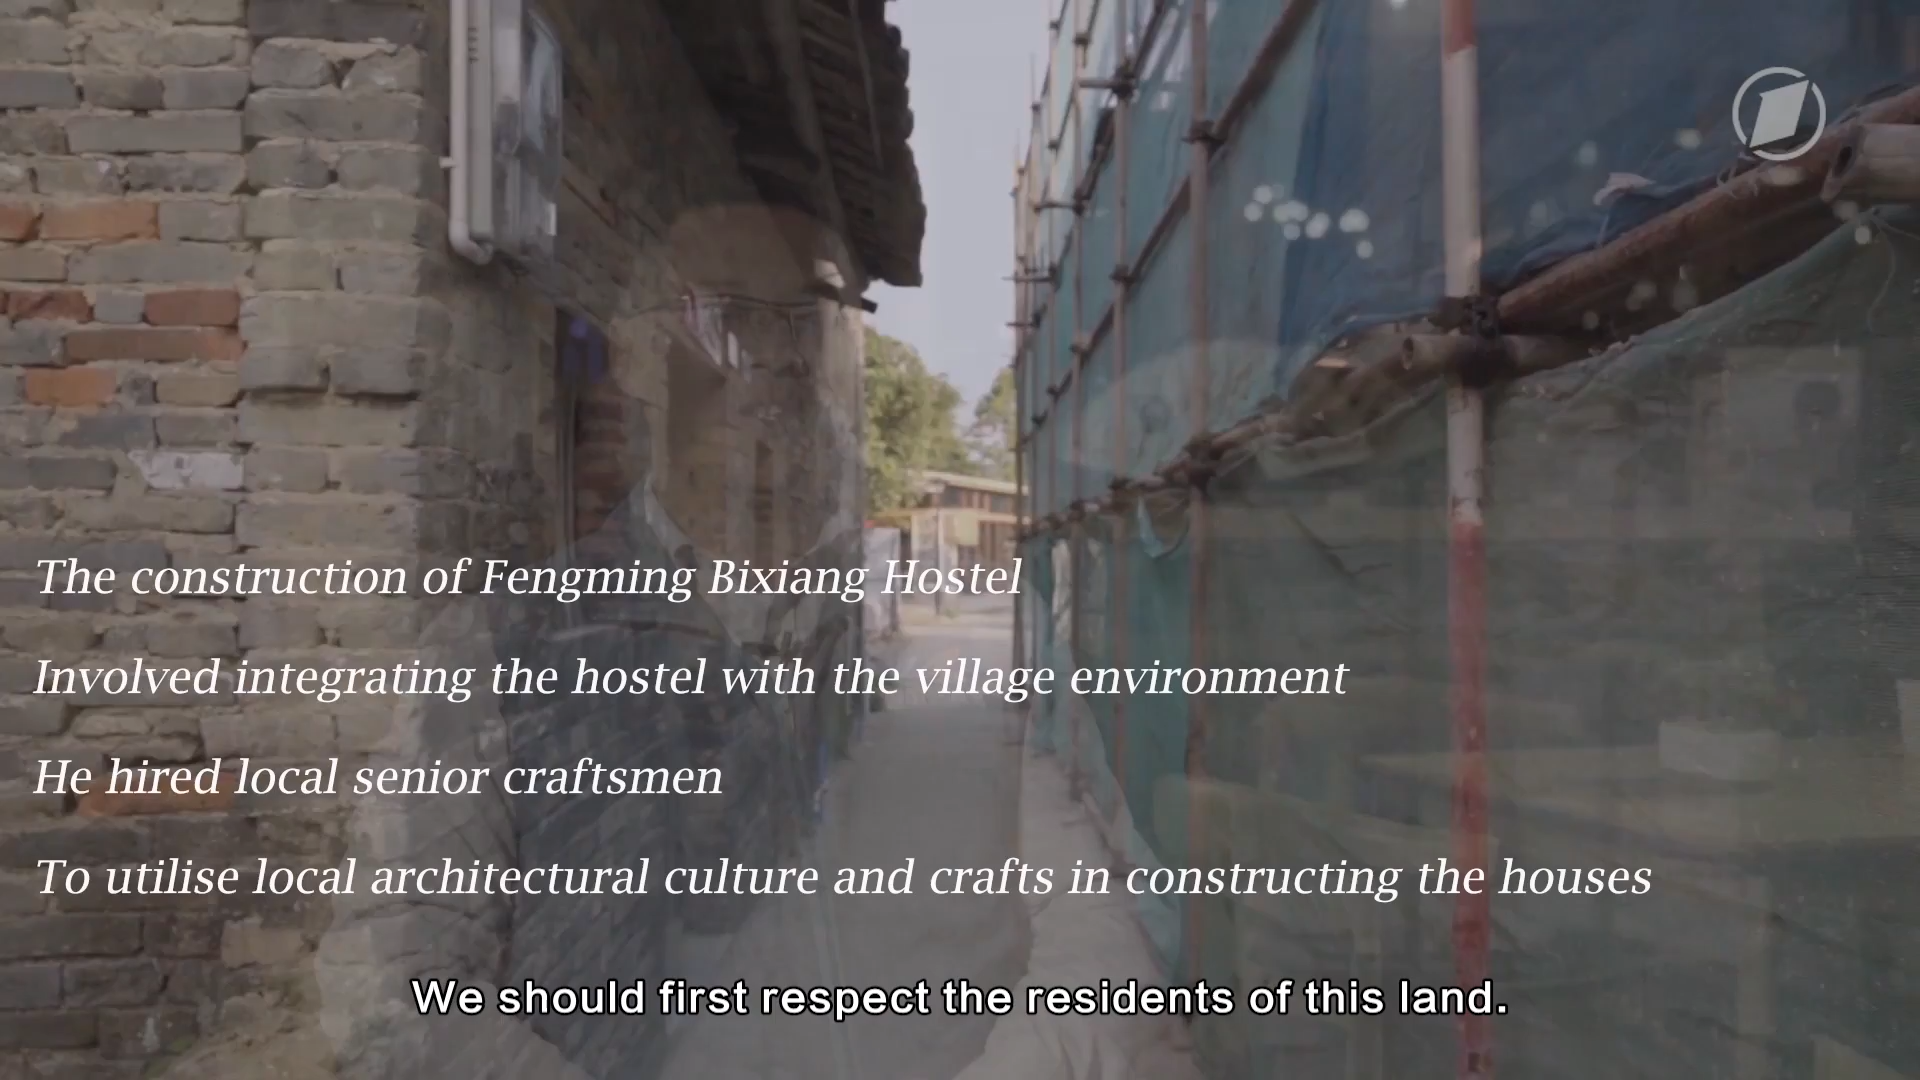 The construction of Fengming Bixiang Hostel
Involved integrating the hostel with the village environment
He hired local senior craftsmen
To utilise local architectural culture and crafts in constructing the houses
We should first respect the residents of this land.